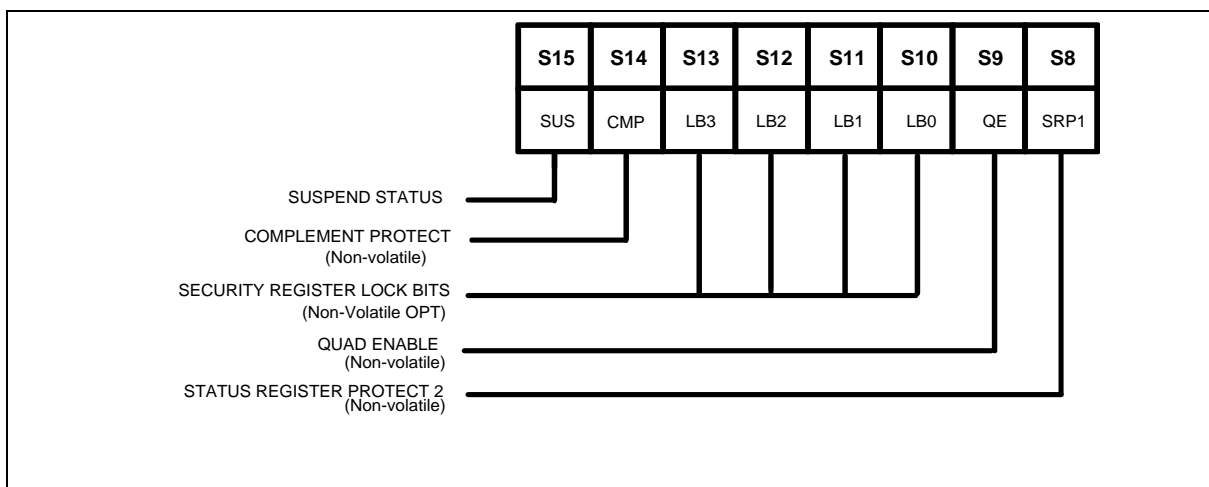 S15 S14 S13 S12 S11 S10 S9 S8
SUS CMP LB3 LB2 LB1 LB0 QE SRP1
SUSPEND STATUS
COMPLEMENT PROTECT
(Non-volatile)
SECURITY REGISTER LOCK BITS
(Non-Volatile OPT)
QUAD ENABLE
(Non-volatile)
STATUS REGISTER PROTECT 2
(Non-volatile)